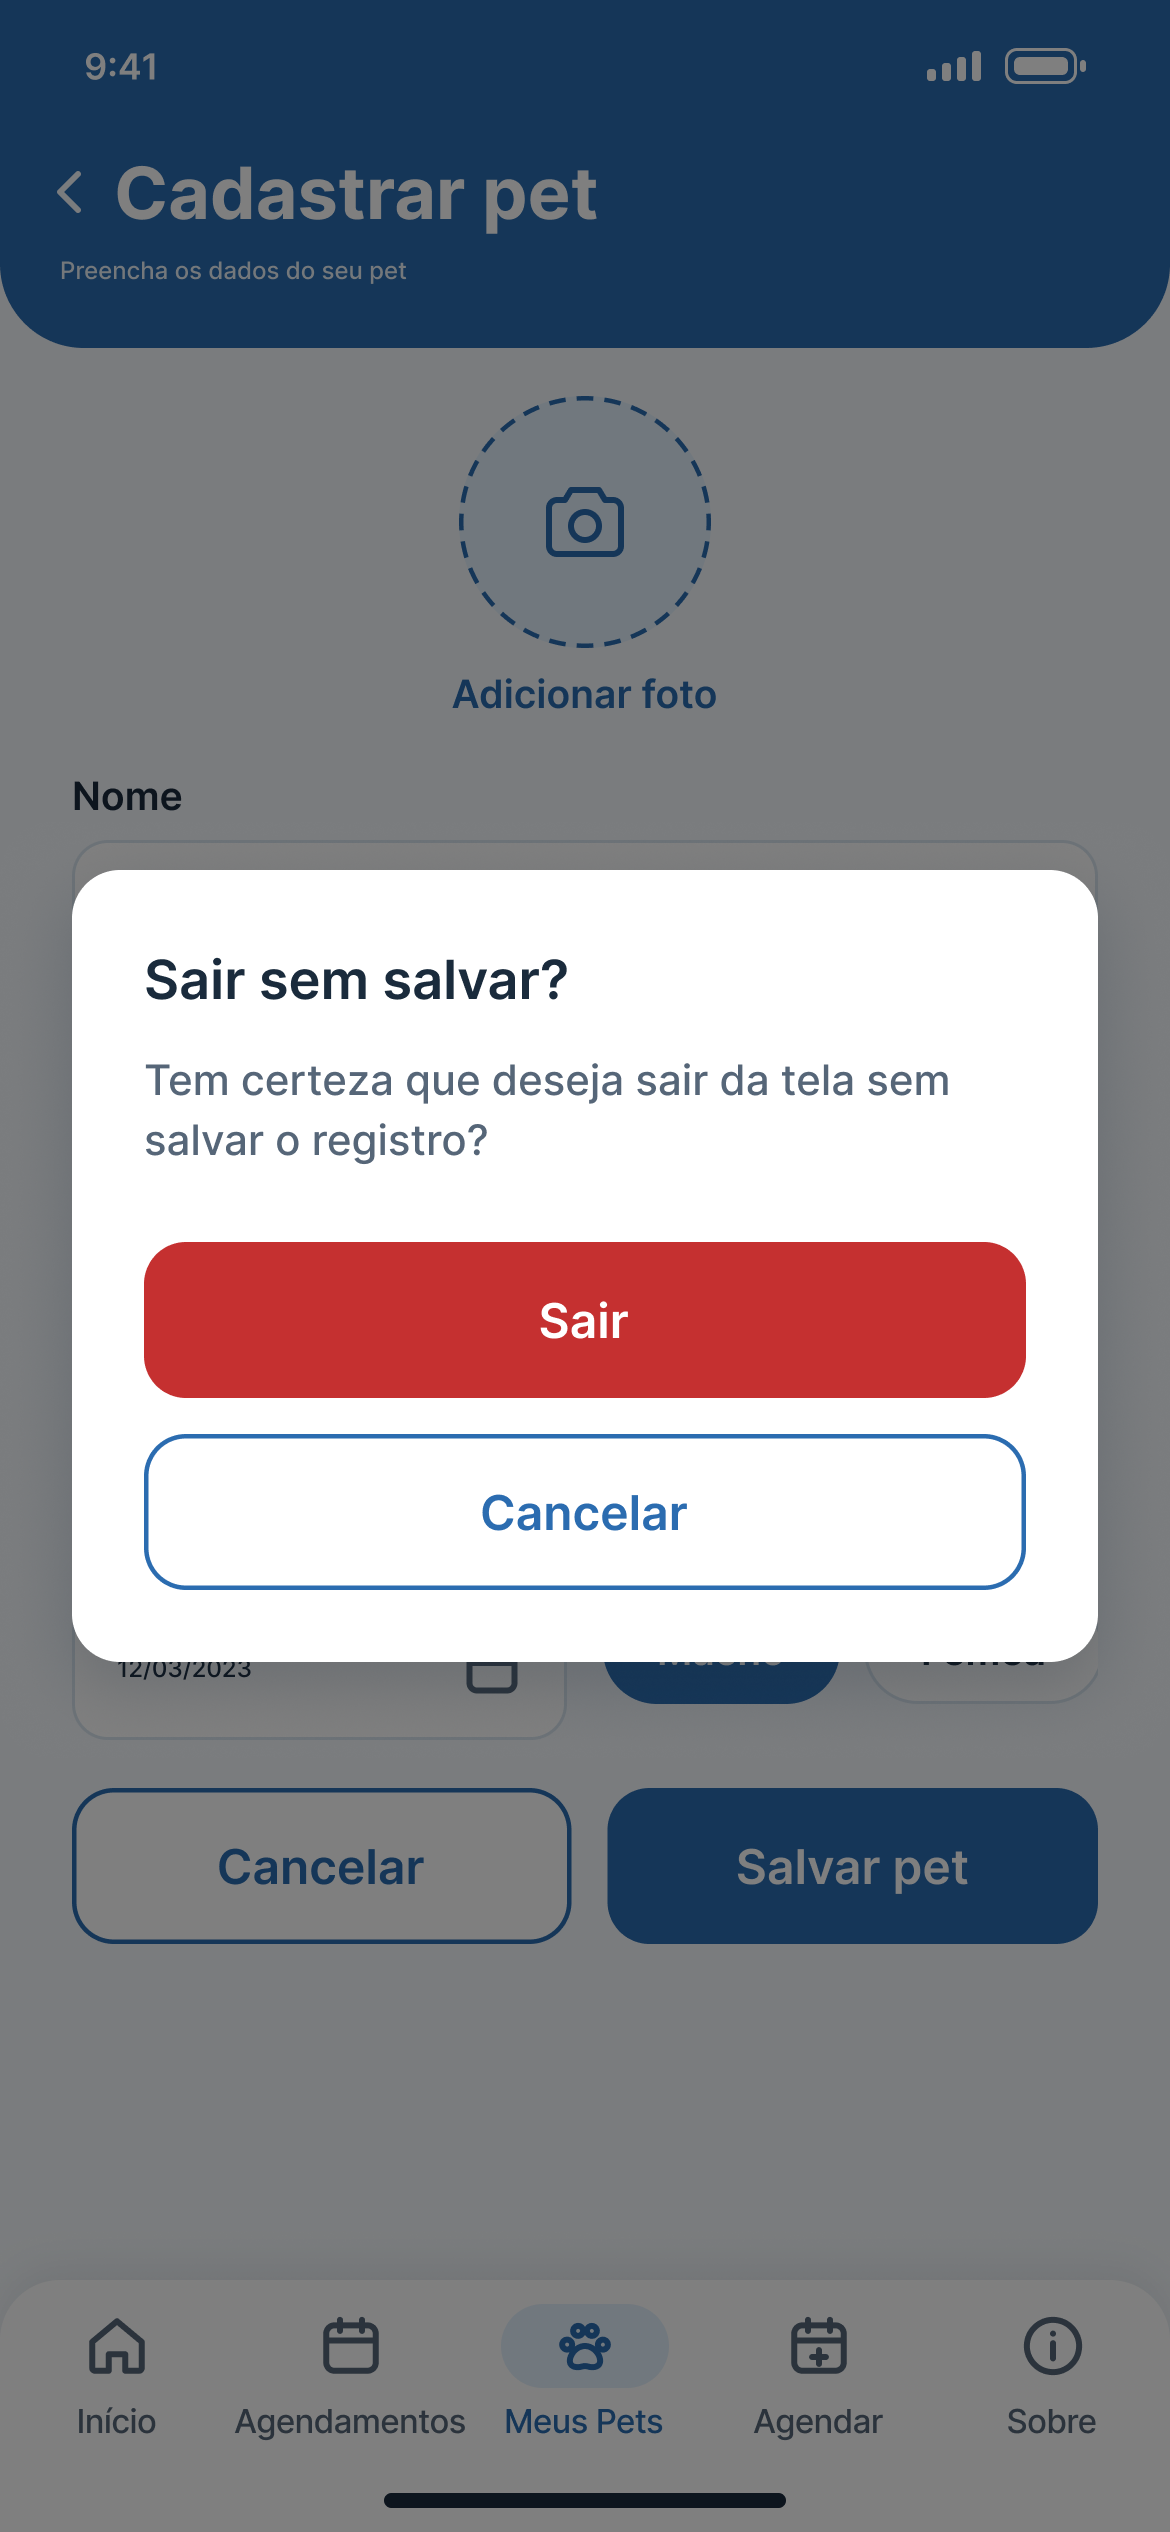 9:41
Cadastrar pet
Preencha os dados do seu pet
Adicionar foto
Nome
Sair sem salvar?
Tem certeza que deseja sair da tela sem
salvar o registro?
Sair
Cancelar
12/03/2023
Cancelar
Salvar pet
Início
Agendamentos
Meus Pets
Agendar
Sobre